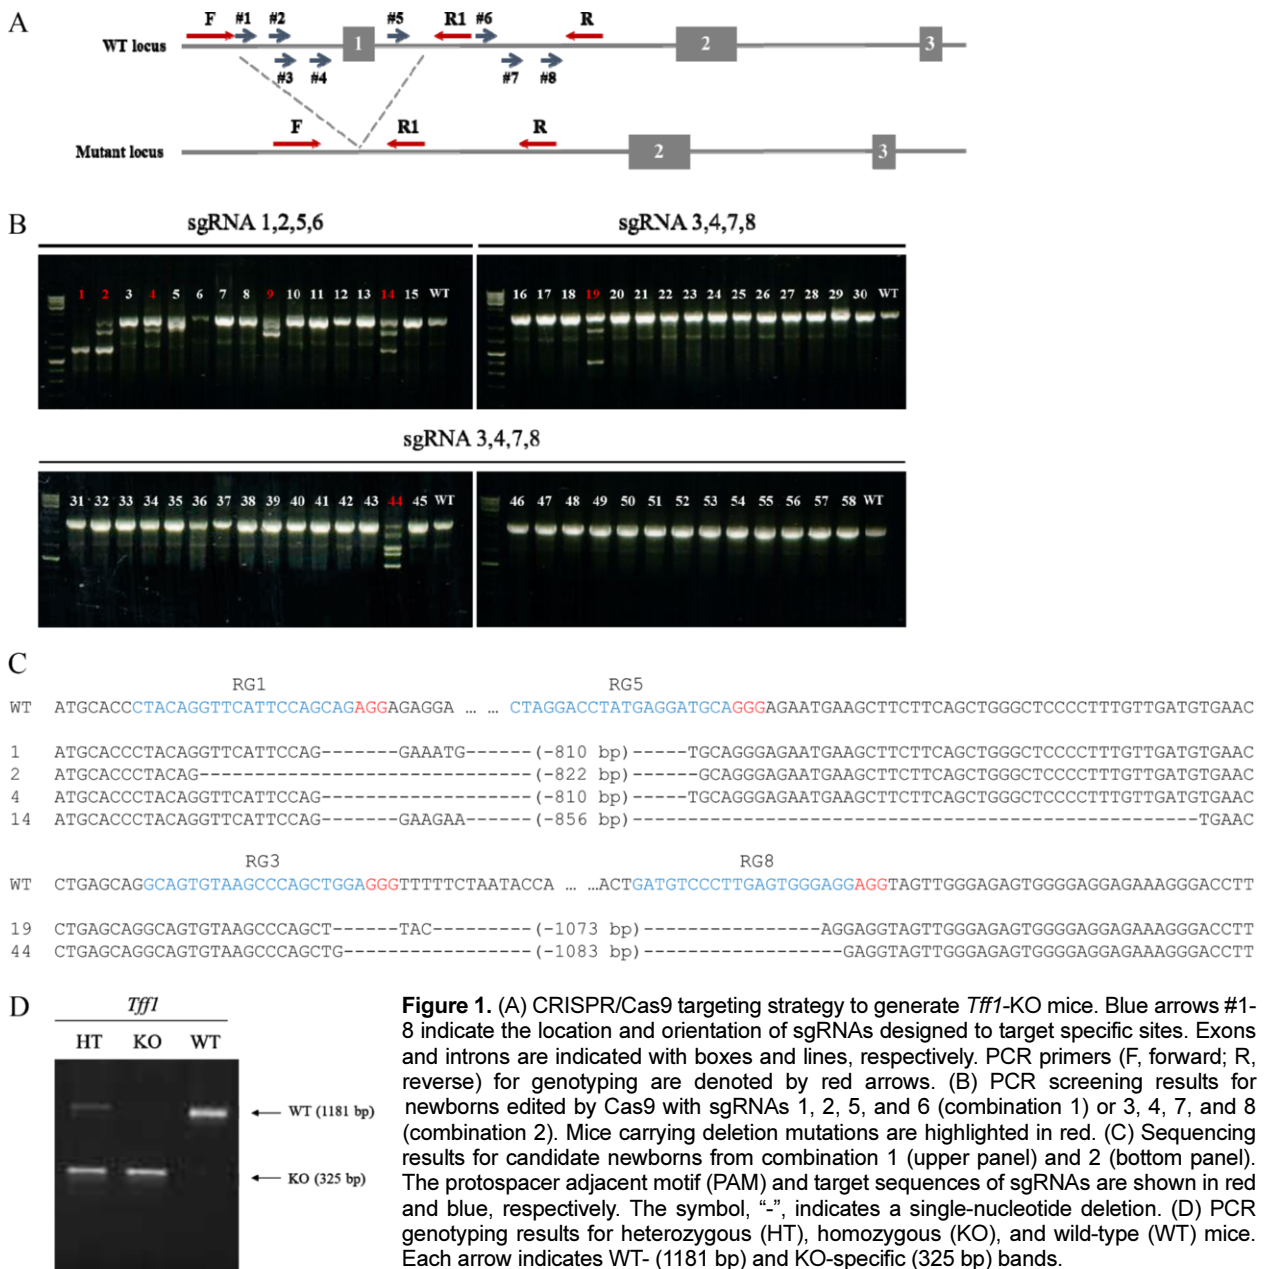 A
F #1 #2 #5 R1 #6 R
WT locus 1 2 3
#3 #4 #7 #8
F R1 R
Mutant locus 2 3
B
sgRNA 1,2,5,6 sgRNA 3,4,7,8
1 2 3 4 5 6 7 8 9 10 11 12 13 14 15 WT 16 17 18 19 20 21 22 23 24 25 26 27 28 29 30 WT
sgRNA 3,4,7,8
31 32 33 34 35 36 37 38 39 40 41 42 43 44 45 WT 46 47 48 49 50 51 52 53 54 55 56 57 58 WT
C
RG1 RG5
WT ATGCACCCTACAGGTTCATTCCAGCAGAGGAGAGGA ... ... CTAGGACCTATGAGGATGCAGGGAGAATGAAGCTTCTTCAGCTGGGCTCCCCTTTGTTGATGTGAAC
1 ATGCACCCTACAGGTTCATTCCAG-------GAAATG------(-810 bp)-----TGCAGGGAGAATGAAGCTTCTTCAGCTGGGCTCCCCTTTGTTGATGTGAAC
2 ATGCACCCTACAG------------------------------(-822 bp)------GCAGGGAGAATGAAGCTTCTTCAGCTGGGCTCCCCTTTGTTGATGTGAAC
4 ATGCACCCTACAGGTTCATTCCAG-------------------(-810 bp)-----TGCAGGGAGAATGAAGCTTCTTCAGCTGGGCTCCCCTTTGTTGATGTGAAC
14 ATGCACCCTACAGGTTCATTCCAG-------GAAGAA------(-856 bp)---------------------------------------------------TGAAC
RG3 RG8
WT CTGAGCAGGCAGTGTAAGCCCAGCTGGAGGGTTTTTCTAATACCA ... ...ACTGATGTCCCTTGAGTGGGAGGAGGTAGTTGGGAGAGTGGGGAGGAGAAAGGGACCTT
19 CTGAGCAGGCAGTGTAAGCCCAGCT------TAC---------(-1073 bp)----------------AGGAGGTAGTTGGGAGAGTGGGGAGGAGAAAGGGACCTT
44 CTGAGCAGGCAGTGTAAGCCCAGCTG-----------------(-1083 bp)------------------GAGGTAGTTGGGAGAGTGGGGAGGAGAAAGGGACCTT
D
Tff1
HT KO WT
WT (1181 bp)
KO (325 bp)
Figure 1. (A) CRISPR/Cas9 targeting strategy to generate Tff1-KO mice. Blue arrows #1-
8 indicate the location and orientation of sgRNAs designed to target specific sites. Exons
and introns are indicated with boxes and lines, respectively. PCR primers (F, forward; R,
reverse) for genotyping are denoted by red arrows. (B) PCR screening results for
newborns edited by Cas9 with sgRNAs 1, 2, 5, and 6 (combination 1) or 3, 4, 7, and 8
(combination 2). Mice carrying deletion mutations are highlighted in red. (C) Sequencing
results for candidate newborns from combination 1 (upper panel) and 2 (bottom panel).
The protospacer adjacent motif (PAM) and target sequences of sgRNAs are shown in red
and blue, respectively. The symbol, “-”, indicates a single-nucleotide deletion. (D) PCR
genotyping results for heterozygous (HT), homozygous (KO), and wild-type (WT) mice.
Each arrow indicates WT- (1181 bp) and KO-specific (325 bp) bands.